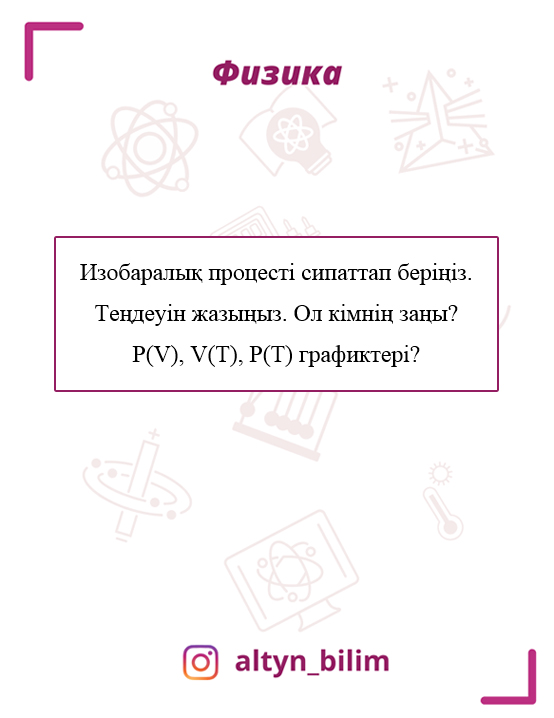 Физика
Изобаралық процесті сипаттап беріңіз.
Теңдеуін жазыңыз. Ол кімнің заңы?
P(V), V(T), P(T) графиктері?
altyn_bilim